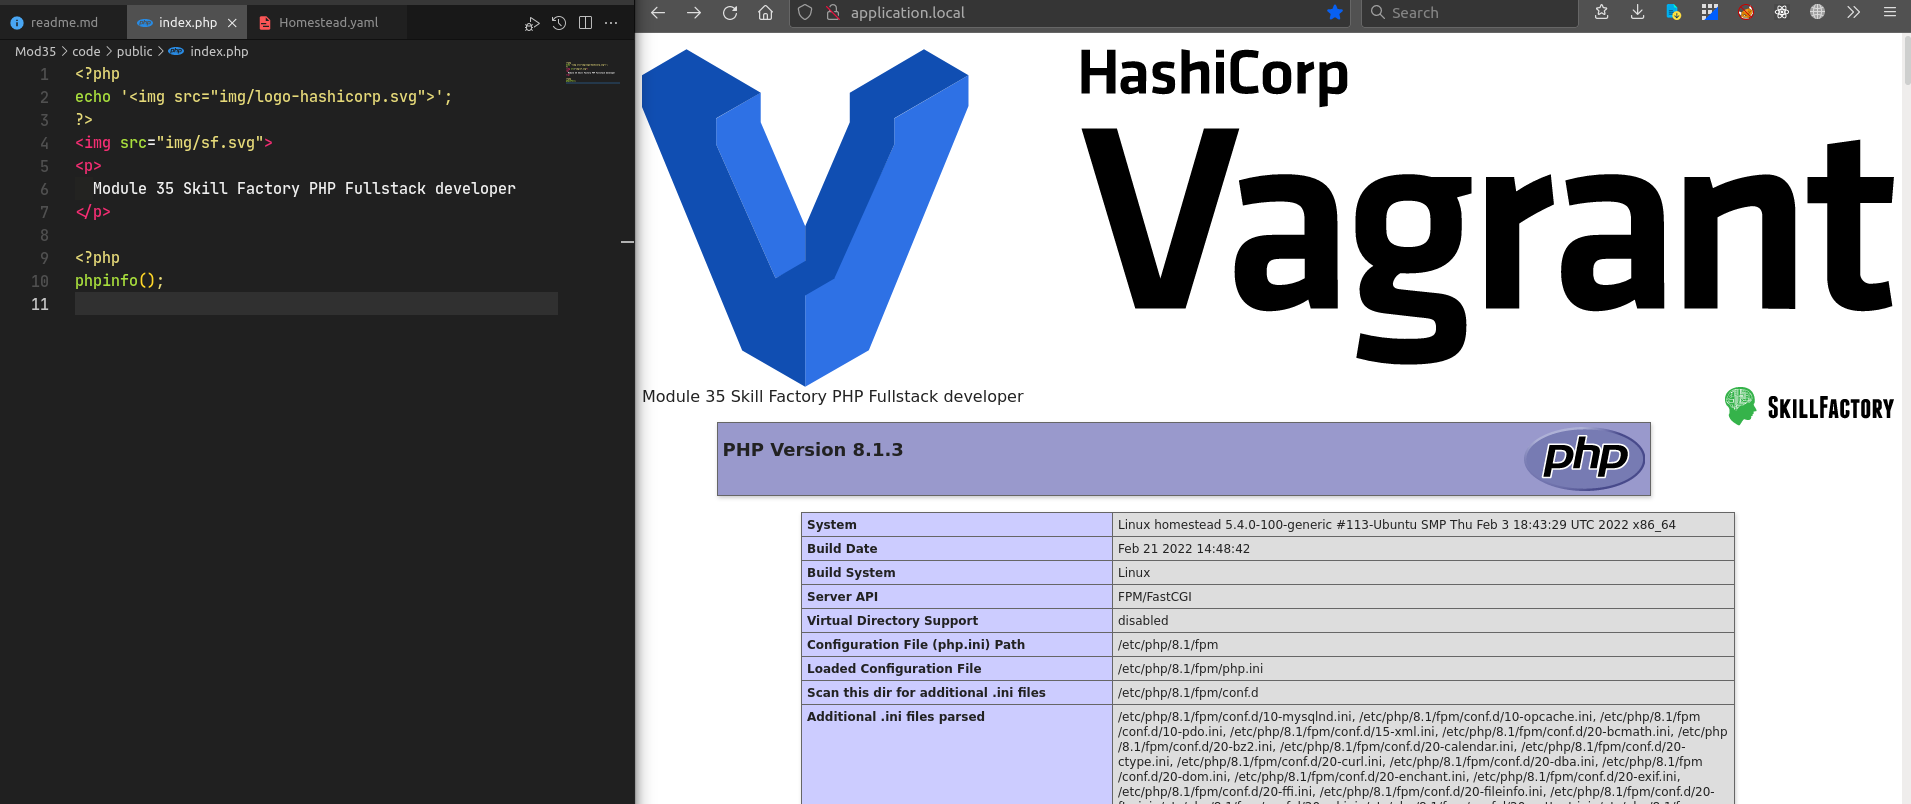 readme.md
index.php
Homestead.yaml
Mod35 > code > public > index.php
1 <?php
2 echo '<img src="img/logo-hashicorp.svg">';
3 ?>
4 <img src="img/sf.svg">
5 <p>
6 Module 35 Skill Factory PHP Fullstack developer
7 </p>
8
9 <?php
10 phpinfo();
11
application.local
Search
HashiCorp
Vagrant
Module 35 Skill Factory PHP Fullstack developer
SKILLFACTORY
PHP Version 8.1.3
php
System Linux homestead 5.4.0-100-generic #113-Ubuntu SMP Thu Feb 3 18:43:29 UTC 2022 x86_64
Build Date Feb 21 2022 14:48:42
Build System Linux
Server API FPM/FastCGI
Virtual Directory Support disabled
Configuration File (php.ini) Path /etc/php/8.1/fpm
Loaded Configuration File /etc/php/8.1/fpm/php.ini
Scan this dir for additional .ini files /etc/php/8.1/fpm/conf.d
Additional .ini files parsed /etc/php/8.1/fpm/conf.d/10-mysqlnd.ini, /etc/php/8.1/fpm/conf.d/10-opcache.ini, /etc/php/8.1/fpm
/conf.d/10-pdo.ini, /etc/php/8.1/fpm/conf.d/15-xml.ini, /etc/php/8.1/fpm/conf.d/20-bcmath.ini, /etc/php
/8.1/fpm/conf.d/20-bz2.ini, /etc/php/8.1/fpm/conf.d/20-calendar.ini, /etc/php/8.1/fpm/conf.d/20-
ctype.ini, /etc/php/8.1/fpm/conf.d/20-curl.ini, /etc/php/8.1/fpm/conf.d/20-dba.ini, /etc/php/8.1/fpm
/conf.d/20-dom.ini, /etc/php/8.1/fpm/conf.d/20-enchant.ini, /etc/php/8.1/fpm/conf.d/20-exif.ini,
/etc/php/8.1/fpm/conf.d/20-ffi.ini, /etc/php/8.1/fpm/conf.d/20-fileinfo.ini, /etc/php/8.1/fpm/conf.d/20-